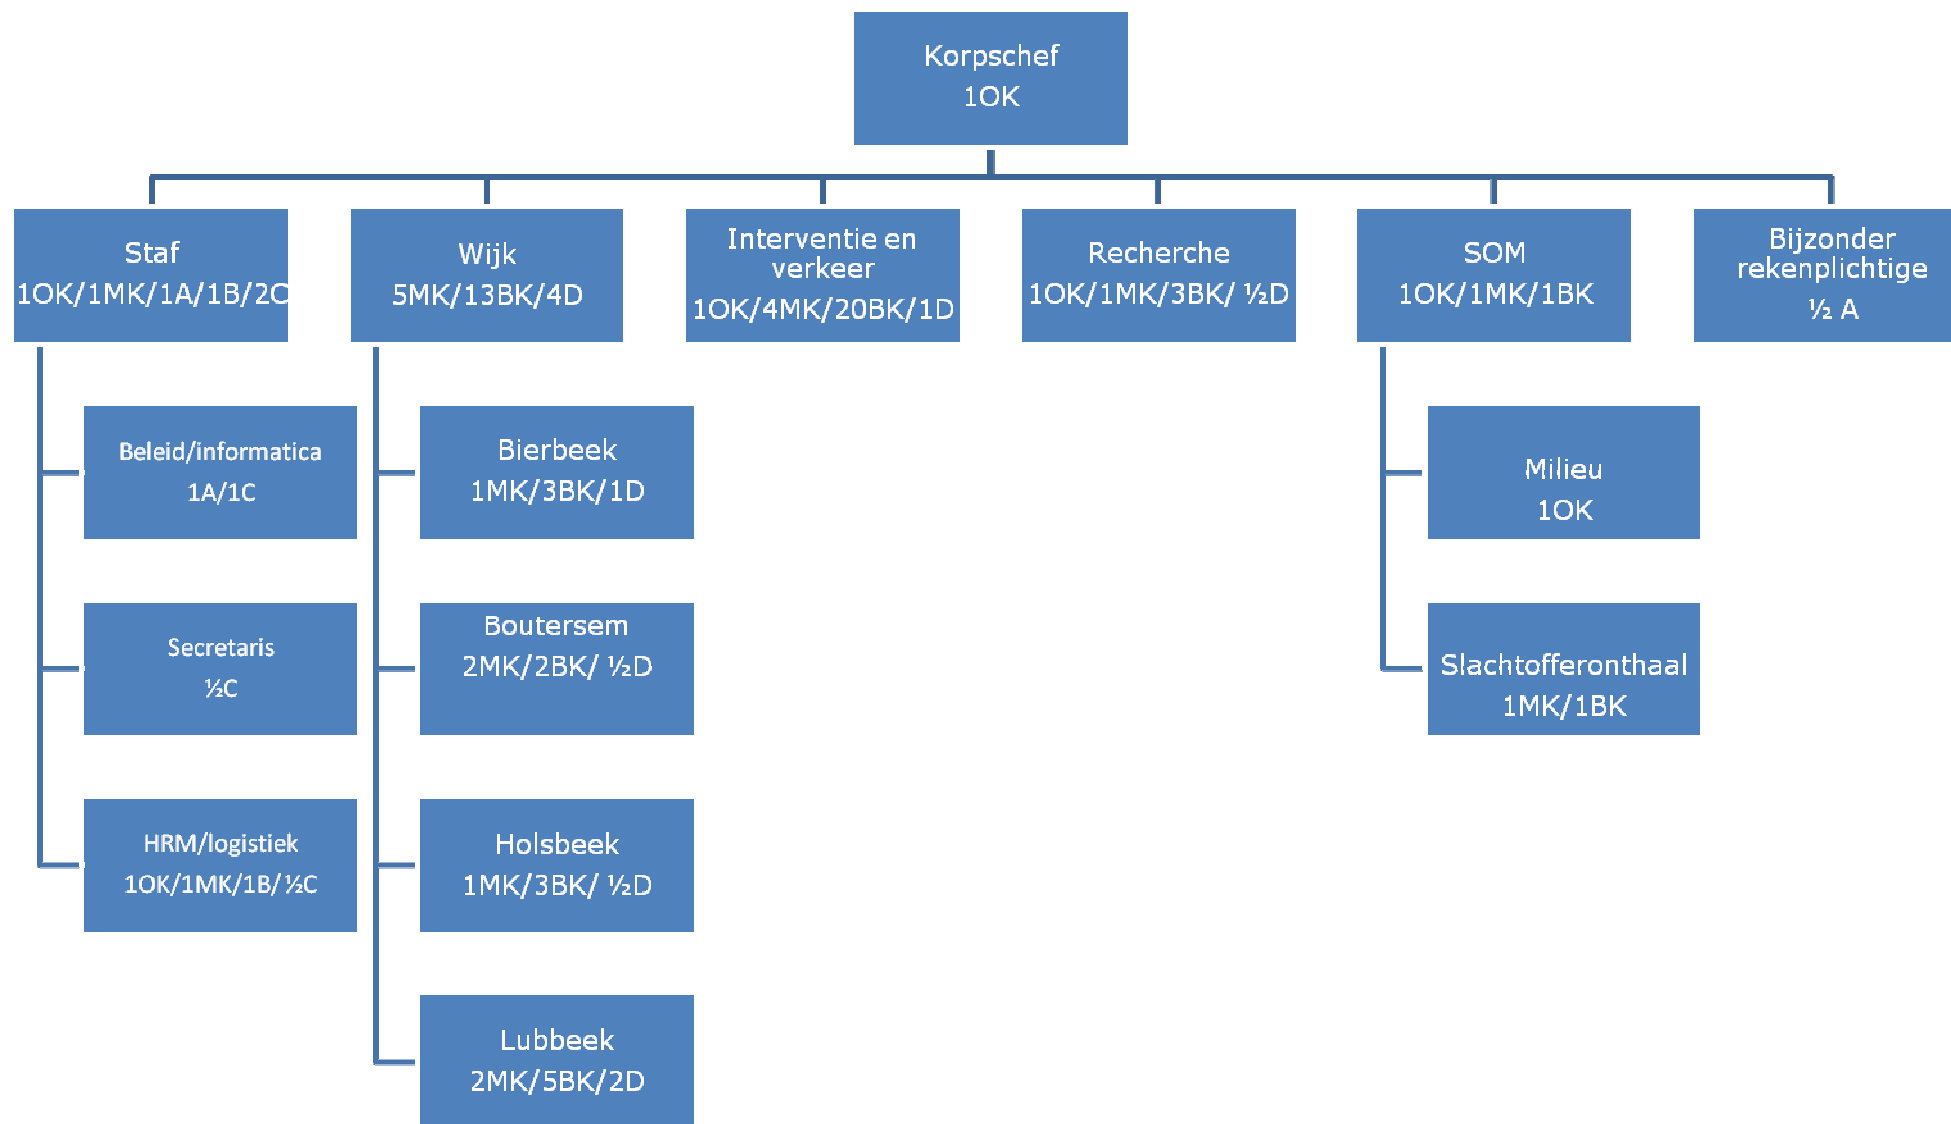 Korpschef
1OK
Staf
1OK/1MK/1A/1B/2C
Wijk
5MK/13BK/4D
Interventie en
verkeer
1OK/4MK/20BK/1D
Recherche
1OK/1MK/3BK/ ½D
SOM
1OK/1MK/1BK
Bijzonder
rekenplichtige
½ A
Beleid/informatica
1A/1C
Secretaris
½C
HRM/logistiek
1OK/1MK/1B/ ½C
Bierbeek
1MK/3BK/1D
Boutersem
2MK/2BK/ ½D
Holsbeek
1MK/3BK/ ½D
Lubbeek
2MK/5BK/2D
Milieu
1OK
Slachtofferonthaal
1MK/1BK